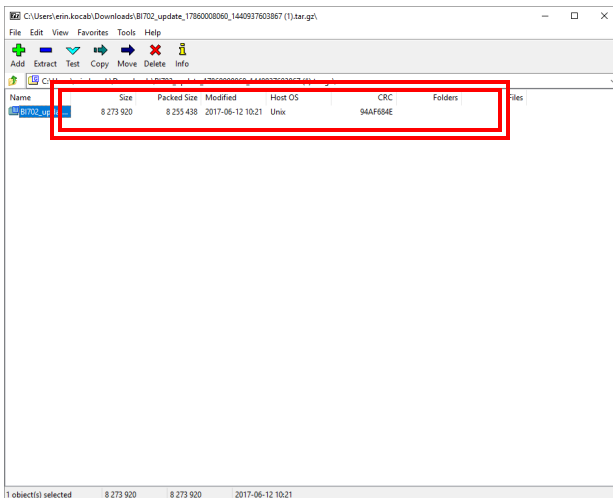 C:\Users\erin.kocab\Downloads\BI702_update_17860008060_1440937603867 (1).tar.gz\
File Edit View Favorites Tools Help
Add Extract Test Copy Move Delete Info
Name Size Packed Size Modified Host OS CRC Folders Files
BI702_upda... 8 273 920 8 255 438 2017-06-12 10:21 Unix 94AF684E
1 object(s) selected 8 273 920 8 273 920 2017-06-12 10:21